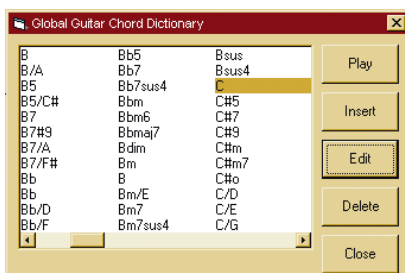 Global Guitar Chord Dictionary
B Bb5 Bsus
B/A Bb7 Bsus4
B5 Bb7sus4 C
B5/C# Bbm C#5
B7 Bbm6 C#7
B7#9 Bbmaj7 C#9
B7/A Bdim C#m
B7/F# Bm C#m7
Bb B C#o
Bb Bm/E C/D
Bb/D Bm7 C/E
Bb/F Bm7sus4 C/G
Play
Insert
Edit
Delete
Close